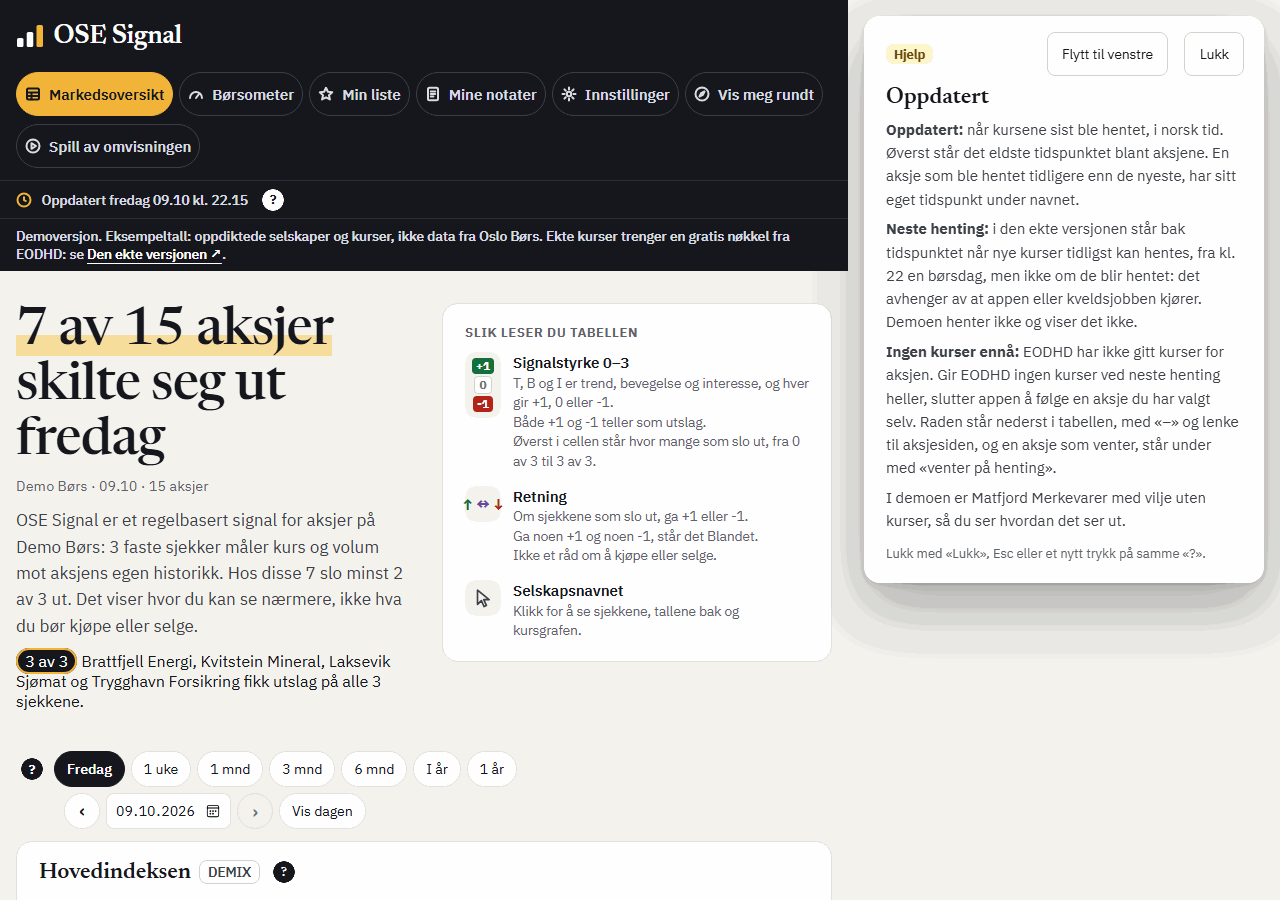 OSE Signal
Markedsoversikt
Børsometer
Min liste
Mine notater
Innstillinger
Vis meg rundt
Spill av omvisningen
Oppdatert fredag 09.10 kl. 22.15 ?
Demoversjon. Eksempeltall: oppdiktede selskaper og kurser, ikke data fra Oslo Børs. Ekte kurser trenger en gratis nøkkel fra
EODHD: se Den ekte versjonen ↗.
7 av 15 aksjer
skilte seg ut
fredag
Demo Børs · 09.10 · 15 aksjer
OSE Signal er et regelbasert signal for aksjer på
Demo Børs: 3 faste sjekker måler kurs og volum
mot aksjens egen historikk. Hos disse 7 slo minst 2
av 3 ut. Det viser hvor du kan se nærmere, ikke hva
du bør kjøpe eller selge.
3 av 3 Brattfjell Energi, Kvitstein Mineral, Laksevik
Sjømat og Trygghavn Forsikring fikk utslag på alle 3
sjekkene.
SLIK LESER DU TABELLEN
+1
0
-1
Signalstyrke 0–3
T, B og I er trend, bevegelse og interesse, og hver
gir +1, 0 eller -1.
Både +1 og -1 teller som utslag.
Øverst i cellen står hvor mange som slo ut, fra 0
av 3 til 3 av 3.
↑ ↔ ↓
Retning
Om sjekkene som slo ut, ga +1 eller -1.
Ga noen +1 og noen -1, står det Blandet.
Ikke et råd om å kjøpe eller selge.
Selskapsnavnet
Klikk for å se sjekkene, tallene bak og
kursgrafen.
? Fredag 1 uke 1 mnd 3 mnd 6 mnd I år 1 år
‹ 09.10.2026 › Vis dagen
Hovedindeksen DEMIX ?
Hjelp
Flytt til venstre
Lukk
Oppdatert
Oppdatert: når kursene sist ble hentet, i norsk tid.
Øverst står det eldste tidspunktet blant aksjene. En
aksje som ble hentet tidligere enn de nyeste, har sitt
eget tidspunkt under navnet.
Neste henting: i den ekte versjonen står bak
tidspunktet når nye kurser tidligst kan hentes, fra kl.
22 en børsdag, men ikke om de blir hentet: det
avhenger av at appen eller kveldsjobben kjører.
Demoen henter ikke og viser det ikke.
Ingen kurser ennå: EODHD har ikke gitt kurser for
aksjen. Gir EODHD ingen kurser ved neste henting
heller, slutter appen å følge en aksje du har valgt
selv. Raden står nederst i tabellen, med «–» og lenke
til aksjesiden, og en aksje som venter, står under
med «venter på henting».
I demoen er Matfjord Merkevarer med vilje uten
kurser, så du ser hvordan det ser ut.
Lukk med «Lukk», Esc eller et nytt trykk på samme «?».